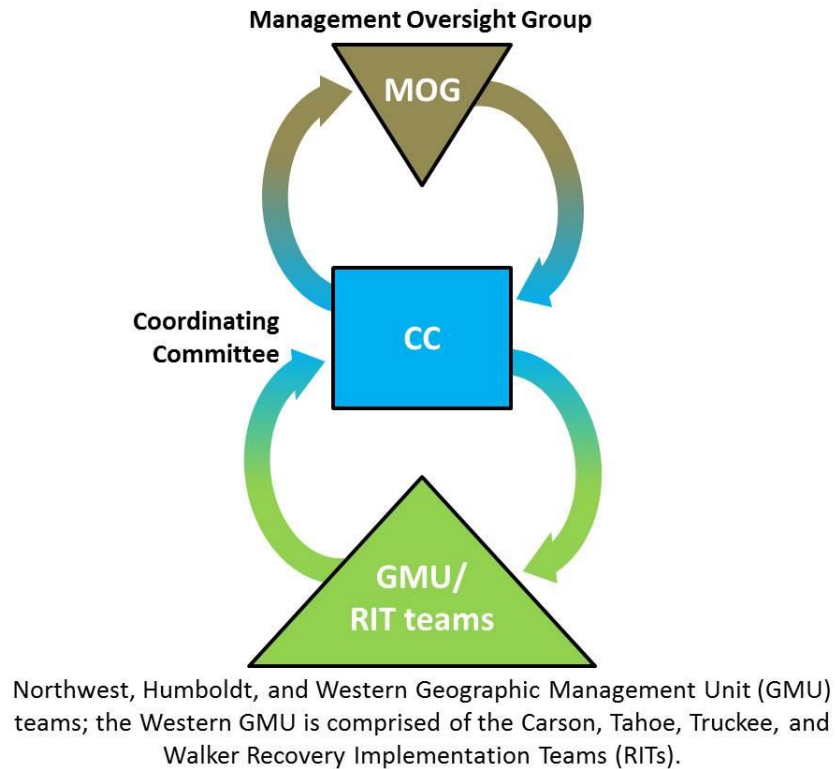 Management Oversight Group
MOG
Coordinating
Committee
CC
GMU/
RIT teams
Northwest, Humboldt, and Western Geographic Management Unit (GMU)
teams; the Western GMU is comprised of the Carson, Tahoe, Truckee, and
Walker Recovery Implementation Teams (RITs).